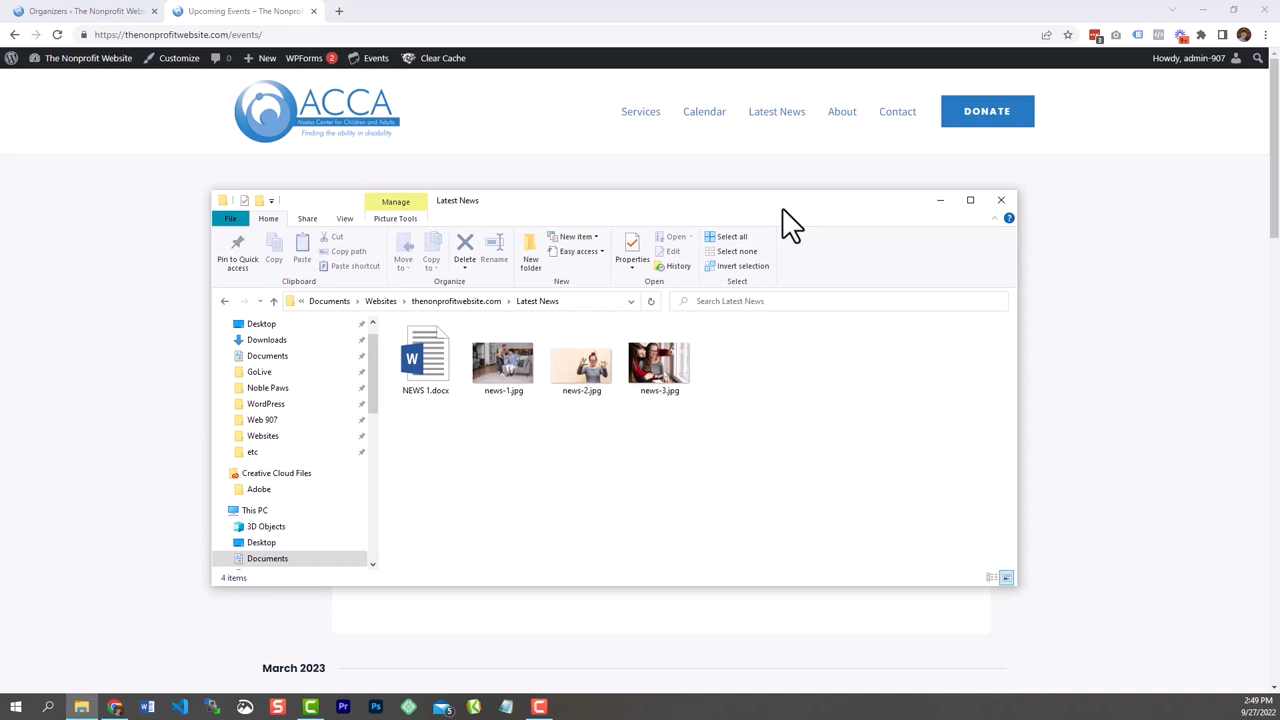 Organizers < The Nonprofit Webs
Upcoming Events – The Nonprof
https://thenonprofitwebsite.com/events/
3
9+
The Nonprofit Website
Customize
0
New
WPForms 2
Events
Clear Cache
Howdy, admin-907
ACCA
Alaska Center for Children and Adults
Finding the ability in disability
Services
Calendar
Latest News
About
Contact
DONATE
Manage
Latest News
File
Home
Share
View
Picture Tools
Pin to Quick access
Copy
Paste
Cut
Copy path
Paste shortcut
Clipboard
Move to
Copy to
Delete
Rename
Organize
New folder
New item
Easy access
New
Properties
Open
Edit
History
Open
Select all
Select none
Invert selection
Select
« Documents > Websites > thenonprofitwebsite.com > Latest News
Search Latest News
Desktop
Downloads
Documents
GoLive
Noble Paws
WordPress
Web 907
Websites
etc
Creative Cloud Files
Adobe
This PC
3D Objects
Desktop
Documents
W
NEWS 1.docx
news-1.jpg
news-2.jpg
news-3.jpg
4 items
March 2023
Pr
Ps
5
2:49 PM
9/27/2022